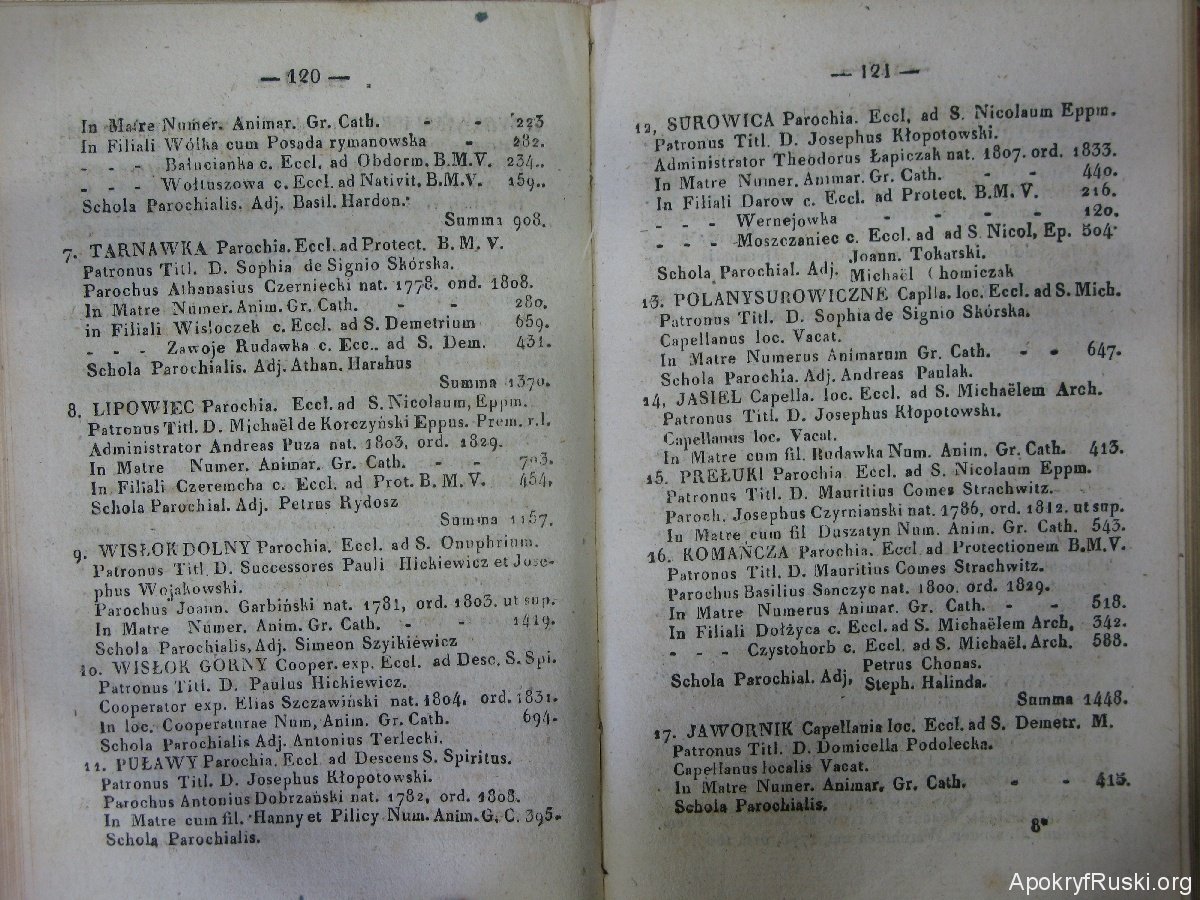 — 120 —
In Matre Numer. Animar. Gr. Cath. - - 223
In Filiali Wólka cum Posada rymanowska - 282.
- - - Bałucianka c. Eccl. ad Obdorm. B.M.V. 234..
- - - Wołtuszowa c. Eccl. ad Nativit. B.M.V. 159..
Schola Parochialis. Adj. Basil. Hardon.
Summa 908.
7. TARNAWKA Parochia. Eccl. ad Protect. B. M. V.
Patronus Titl. D. Sophia de Signio Skórska.
Parochus Athanasius Czerniecki nat. 1778. ond. 1808.
In Matre Numer. Anim. Gr. Cath. - - 280.
in Filiali Wisłoczek c. Eccl. ad S. Demetrium 659.
- - - Zawoje Rudawka c. Ecc.. ad S. Dem. 431.
Schola Parochialis. Adj. Athan. Harahus
Summa 1370.
8. LIPOWIEC Parochia. Eccl. ad S. Nicolaum, Eppm.
Patronus Titl. D. Michaël de Korczyński Eppus. Prem. r.l.
Administrator Andreas Puza nat. 1803, ord. 1829.
In Matre Numer. Animar. Gr. Cath. - - 703.
In Filiali Czeremcha c. Eccl. ad Prot. B. M. V. 454,
Schola Parochial. Adj. Petrus Rydosz
Summa 1157.
9. WISŁOK DOLNY Parochia. Eccl. ad S. Onuphrium.
Patronus Titl. D. Successores Pauli Hickiewicz et Jose-
phus Wojakowski.
Parochus Joann. Garbiński nat. 1781, ord. 1803. ut sup.
In Matre Numer. Anim. Gr. Cath. - - 1419.
Schola Parochialis, Adj. Simeon Szyikiéwicz
10. WISŁOK GORNY Cooper. exp. Eccl. ad Desc. S. Spi.
Patronus Titl. D. Paulus Hickiewicz.
Cooperator exp. Elias Szczawiński nat. 1804, ord. 1831.
In loc. Cooperaturae Num, Anim. Gr. Cath. 694.
Schola Parochialis Adj. Antonius Terlecki.
11. PUŁAWY Parochia. Eccl. ad Descens S. Spiritus.
Patronus Titl. D. Josephus Kłopotowski.
Parochus Antonius Dobrzański nat. 1782, ord. 1808.
In Matre cum fil. Hanny et Pilicy Num. Anim. G. C. 395.
Schola Parochialis.
— 121 —
12, SUROWICA Parochia. Eccl, ad S. Nicolaum Eppm.
Patronus Titl. D. Josephus Kłopotowski.
Administrator Theodorus Łapiczak nat. 1807. ord. 1833.
In Matre Numer. Animar. Gr. Cath. - - 440.
In Filiali Darow c. Eccl. ad Protect. B. M. V. 216.
- - - Wernejowka - - - - 120.
- - - Moszczaniec c. Eccl. ad ad S. Nicol, Ep. 504
Schola Parochial. Adj. Joann. Tokarski.
Michaël Chomiczak
13. POLANYSUROWICZNE Caplla. loc. Eccl. ad S. Mich.
Patronus Titl. D. Sophia de Signio Skórska.
Capellanus loc. Vacat.
In Matre Numerus Animarum Gr. Cath. - - 647.
Schola Parochia. Adj. Andreas Paulak.
14, JASIEL Capella. loc. Eccl. ad S. Michaëlem Arch.
Patronus Titl. D. Josephus Kłopotowski.
Capellanus loc. Vacat.
In Matre cum fil. Rudawka Num. Anim. Gr. Cath. 413.
15. PREŁUKI Parochia Eccl. ad S. Nicolaum Eppm.
Patronus Titl. D. Mauritius Comes Strachwitz.
Paroch. Josephus Czyrniański nat. 1786, ord. 1812. ut sup.
In Matre cum fil Duszatyn Num. Anim. Gr. Cath. 543.
16. KOMAŃCZA Parochia. Eccl ad Protectionem B.M.V.
Patronos Titl. D. Mauritius Comes Strachwitz.
Parochus Basilius Sanczyc nat. 1800. ord. 1829.
In Matre Numerus Animar. Gr. Cath. - - 518.
In Filiali Dołżyca c. Eccl. ad S. Michaëlem Arch. 342.
- - - Czystohorb c. Eccl. ad S. Michaël. Arch. 588.
Schola Parochial. Adj, Petrus Chonas.
Steph. Halinda.
Summa 1448.
17. JAWORNIK Capellania loc. Eccl. ad S. Demetr. M.
Patronus Titl. D. Domicella Podolecka.
Capellanus localis Vacat.
In Matre Numer. Animar. Gr. Cath. - - 415.
Schola Parochialis.
8*
ApokryfRuski.org